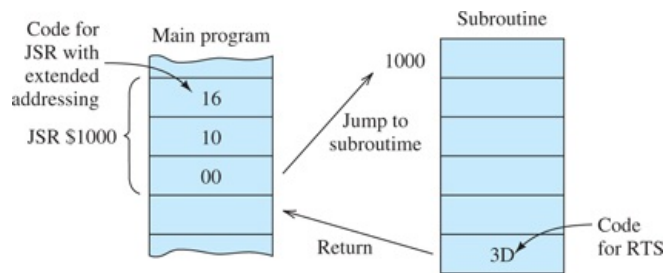 Code for
JSR with
extended
addressing
Main program
JSR $1000
16
10
00
Jump to
subroutime
Return
Subroutine
1000
3D
Code
for RTS